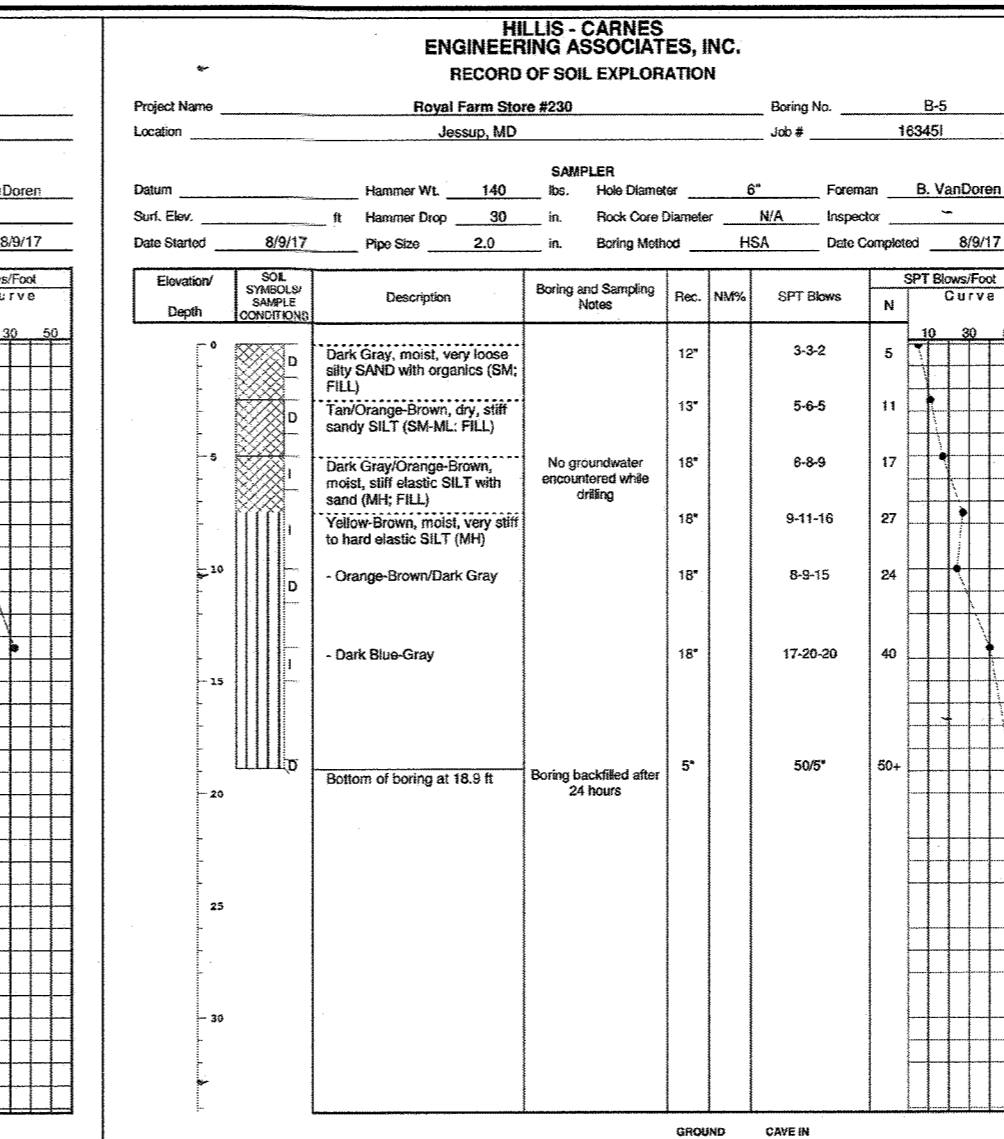 Doren
8/9/17
s/Foot
urve
30 50
HILLIS - CARNES
ENGINEERING ASSOCIATES, INC.
RECORD OF SOIL EXPLORATION
Project Name Royal Farm Store #230 Boring No. B-5
Location Jessup, MD Job # 16345I
SAMPLER
Datum Hammer Wt. 140 lbs. Hole Diameter 6" Foreman B. VanDoren
Surf. Elev. ft Hammer Drop 30 in. Rock Core Diameter N/A Inspector -
Date Started 8/9/17 Pipe Size 2.0 in. Boring Method HSA Date Completed 8/9/17
Elevation/
Depth
SOIL
SYMBOLS/
SAMPLE
CONDITIONS
Description
Boring and Sampling
Notes
Rec. NM% SPT Blows N
SPT Blows/Foot
Curve
10 30
0
D
Dark Gray, moist, very loose
silty SAND with organics (SM;
FILL)
12" 3-3-2 5
D
Tan/Orange-Brown, dry, stiff
sandy SILT (SM-ML: FILL)
13" 5-6-5 11
5
I
Dark Gray/Orange-Brown,
moist, stiff elastic SILT with
sand (MH; FILL)
No groundwater
encountered while
drilling
18" 6-8-9 17
I
Yellow-Brown, moist, very stiff
to hard elastic SILT (MH)
18" 9-11-16 27
10
D
- Orange-Brown/Dark Gray
18" 8-9-15 24
I
- Dark Blue-Gray
18" 17-20-20 40
15
D
Bottom of boring at 18.9 ft
Boring backfilled after
24 hours
5" 50/5" 50+
20
25
30
GROUND CAVE IN